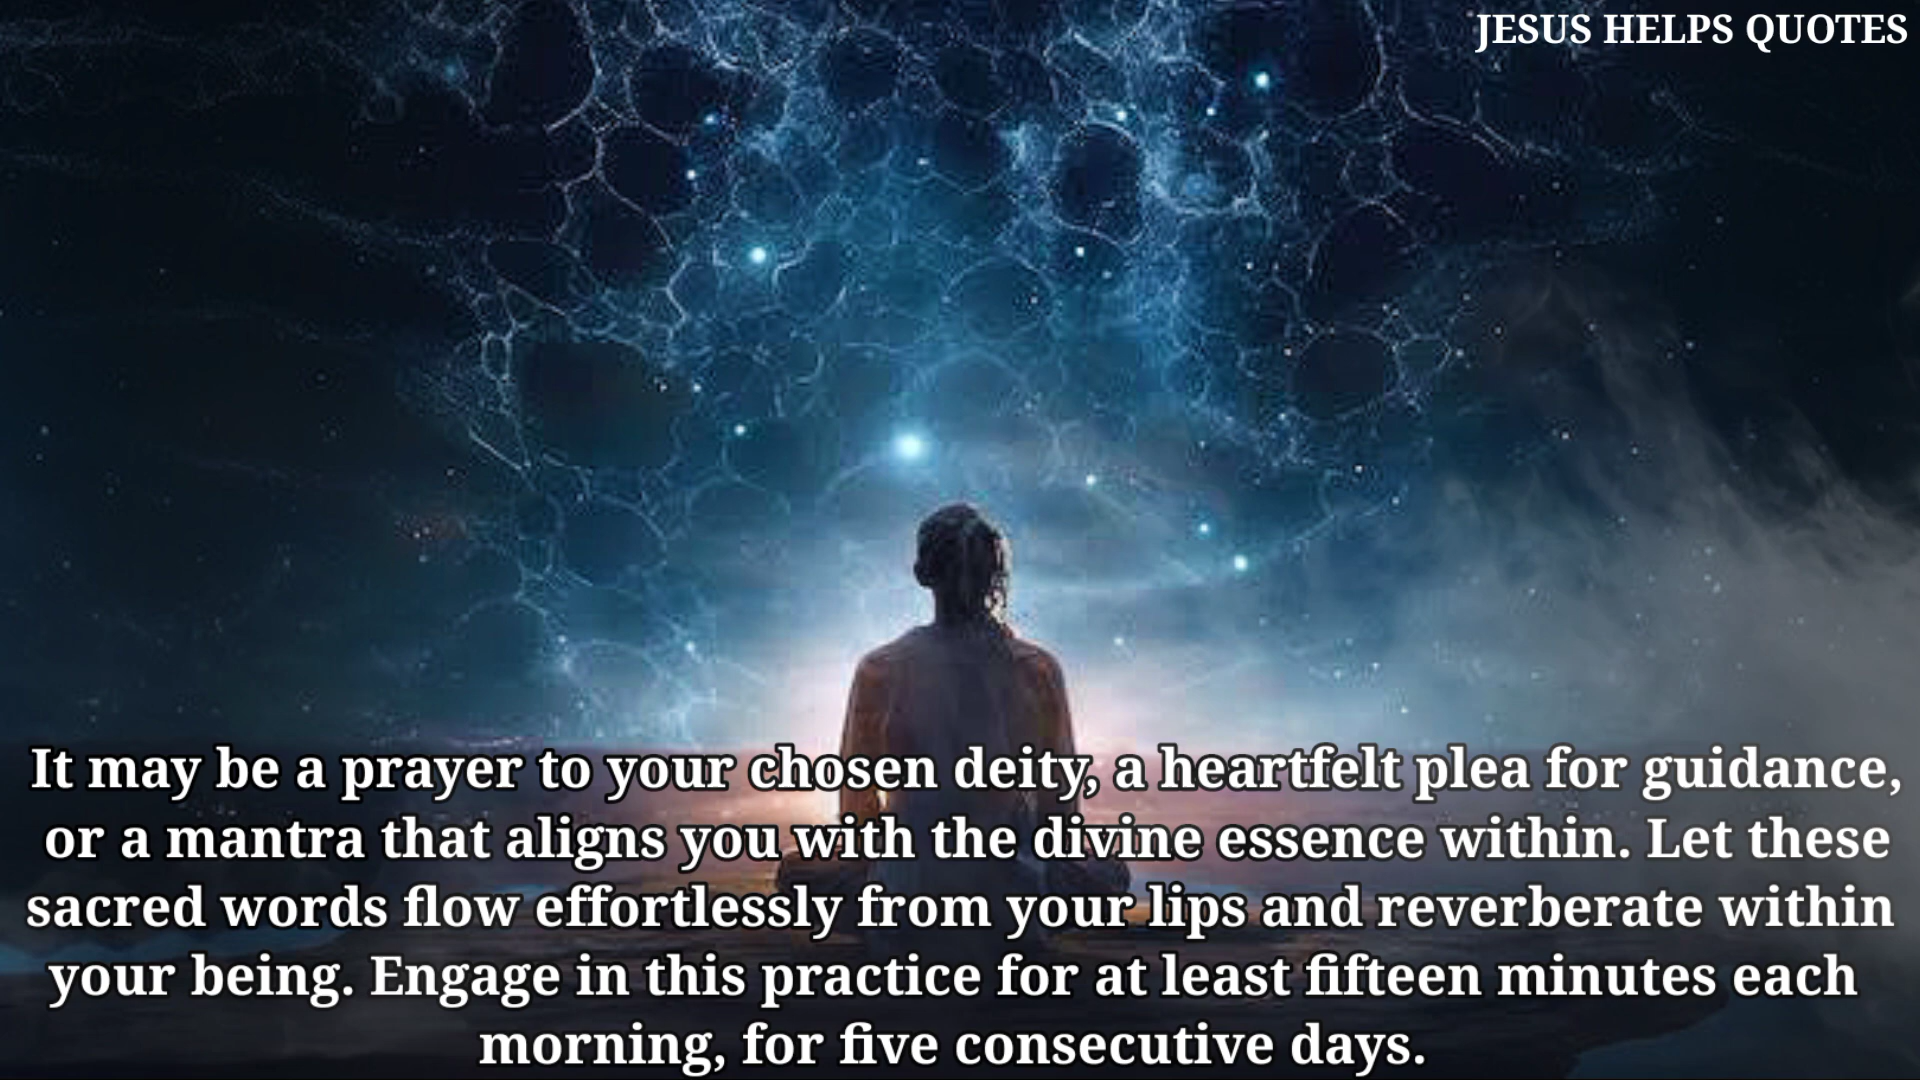 JESUS HELPS QUOTES
It may be a prayer to your chosen deity, a heartfelt plea for guidance,
or a mantra that aligns you with the divine essence within. Let these
sacred words flow effortlessly from your lips and reverberate within
your being. Engage in this practice for at least fifteen minutes each
morning, for five consecutive days.